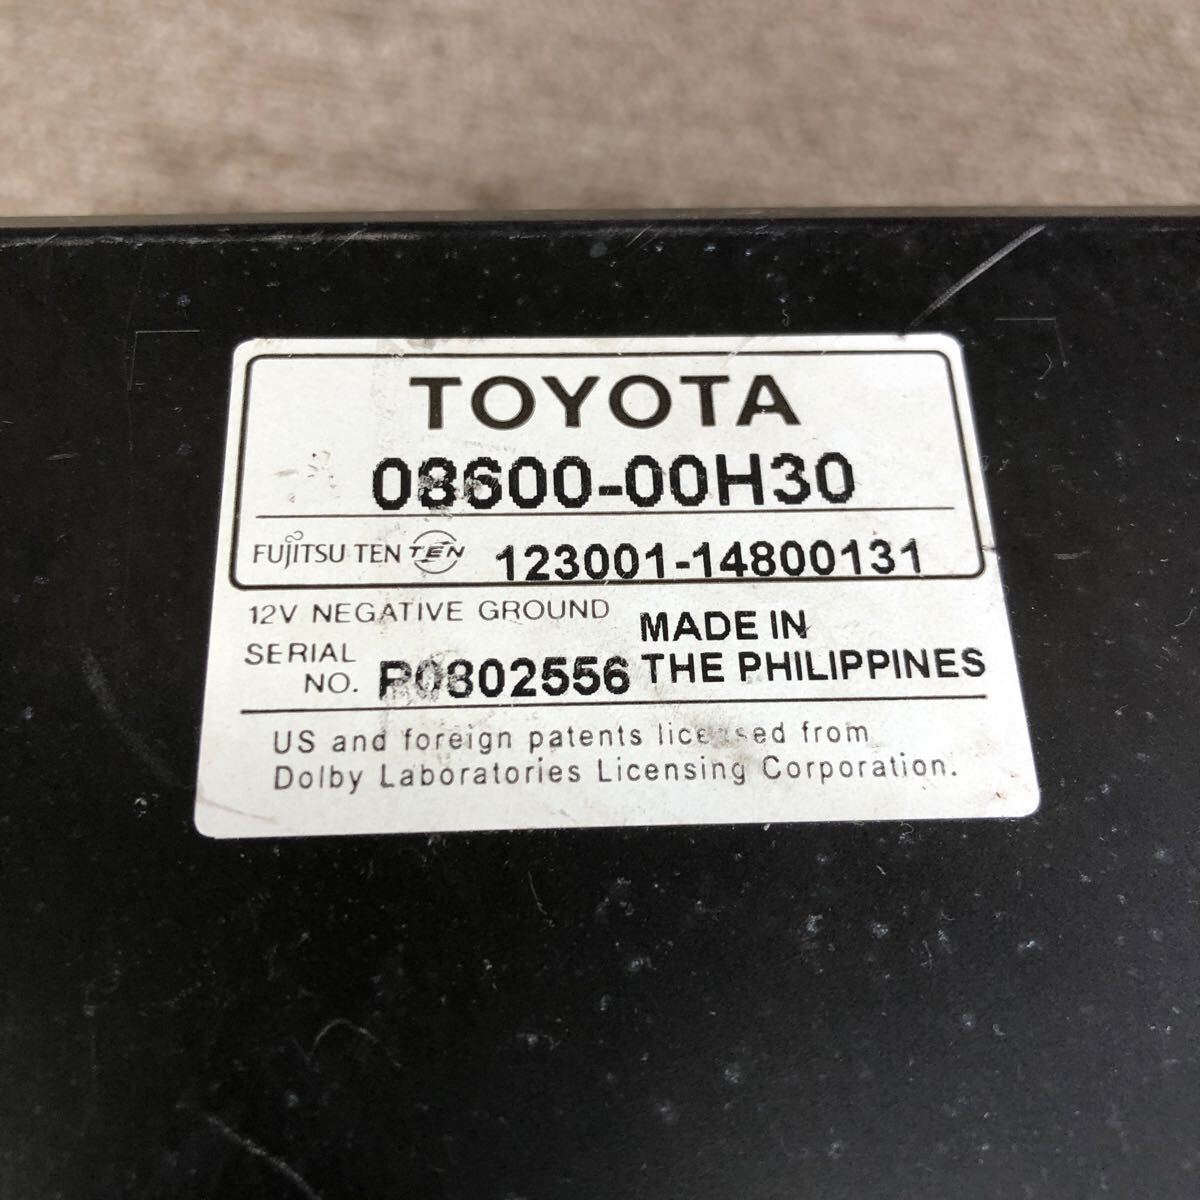 TOYOTA
08600-00H30
FUJITSU TEN TEN 123001-14800131
12V NEGATIVE GROUND
SERIAL NO. P0802556
MADE IN
THE PHILIPPINES
US and foreign patents licensed from
Dolby Laboratories Licensing Corporation.